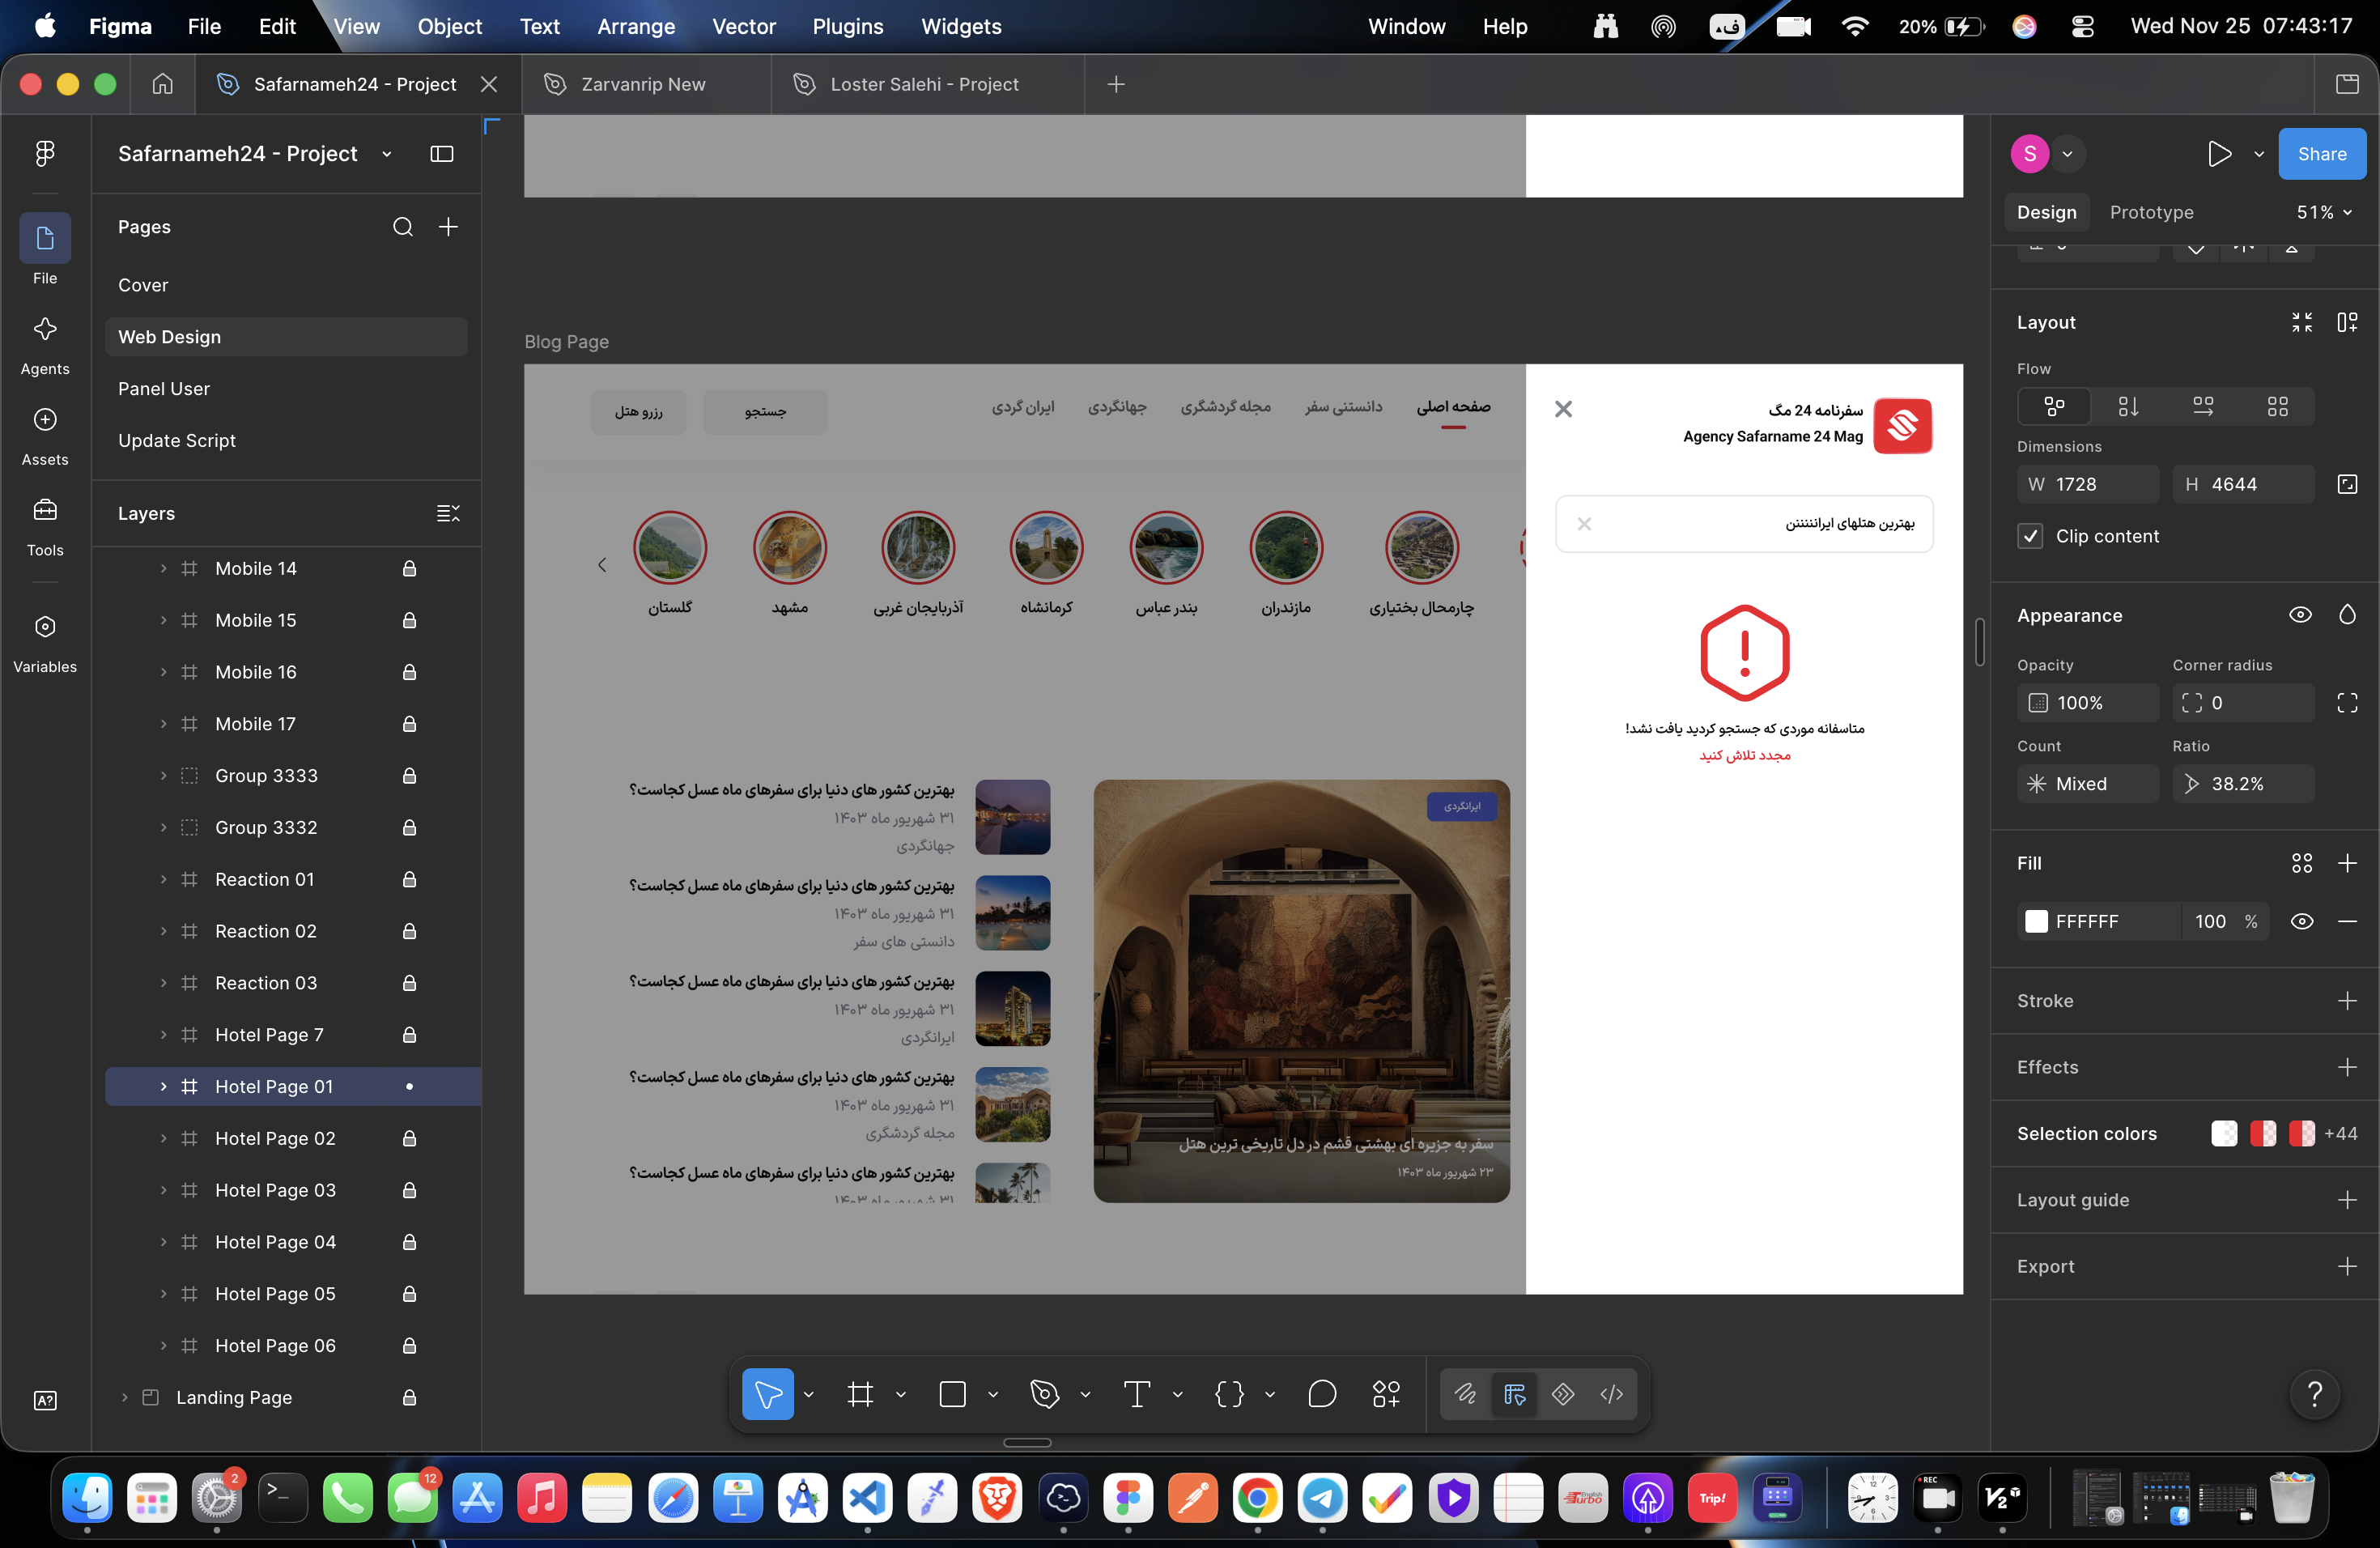 Figma File Edit View Object Text Arrange Vector Plugins Widgets Window Help ف 20% Wed Nov 25 07:43:17
Safarnameh24 - Project
Zarvanrip New
Loster Salehi - Project
File
Agents
Assets
Tools
Variables
A?
Safarnameh24 - Project
Pages
Cover
Web Design
Panel User
Update Script
Layers
Mobile 14
Mobile 15
Mobile 16
Mobile 17
Group 3333
Group 3332
Reaction 01
Reaction 02
Reaction 03
Hotel Page 7
Hotel Page 01
Hotel Page 02
Hotel Page 03
Hotel Page 04
Hotel Page 05
Hotel Page 06
Landing Page
Blog Page
صفحه اصلی
دانستنی سفر
مجله گردشگری
جهانگردی
ایران گردی
جستجو
رزرو هتل
چارمحال بختیاری
مازندران
بندر عباس
کرمانشاه
آذربایجان غربی
مشهد
گلستان
ایرانگردی
سفر به جزیره ای بهشتی قشم در دل تاریخی ترین هتل
۲۳ شهریور ماه ۱۴۰۳
بهترین کشور های دنیا برای سفرهای ماه عسل کجاست؟
۳۱ شهریور ماه ۱۴۰۳
جهانگردی
بهترین کشور های دنیا برای سفرهای ماه عسل کجاست؟
۳۱ شهریور ماه ۱۴۰۳
دانستی های سفر
بهترین کشور های دنیا برای سفرهای ماه عسل کجاست؟
۳۱ شهریور ماه ۱۴۰۳
ایرانگردی
بهترین کشور های دنیا برای سفرهای ماه عسل کجاست؟
۳۱ شهریور ماه ۱۴۰۳
مجله گردشگری
بهترین کشور های دنیا برای سفرهای ماه عسل کجاست؟
۳۱ شهریور ماه ۱۴۰۳
سفرنامه 24 مگ
Agency Safarname 24 Mag
بهترین هتلهای ایراننننن
متاسفانه موردی که جستجو کردید یافت نشد!
مجدد تلاش کنید
S
Share
Design
Prototype
51%
Layout
Flow
Dimensions
W 1728
H 4644
Clip content
Appearance
Opacity
Corner radius
100%
0
Count
Ratio
Mixed
38.2%
Fill
FFFFFF 100 %
Stroke
Effects
Selection colors +44
Layout guide
Export
?
2
12
English
Turbo
Trip!
REC
V2